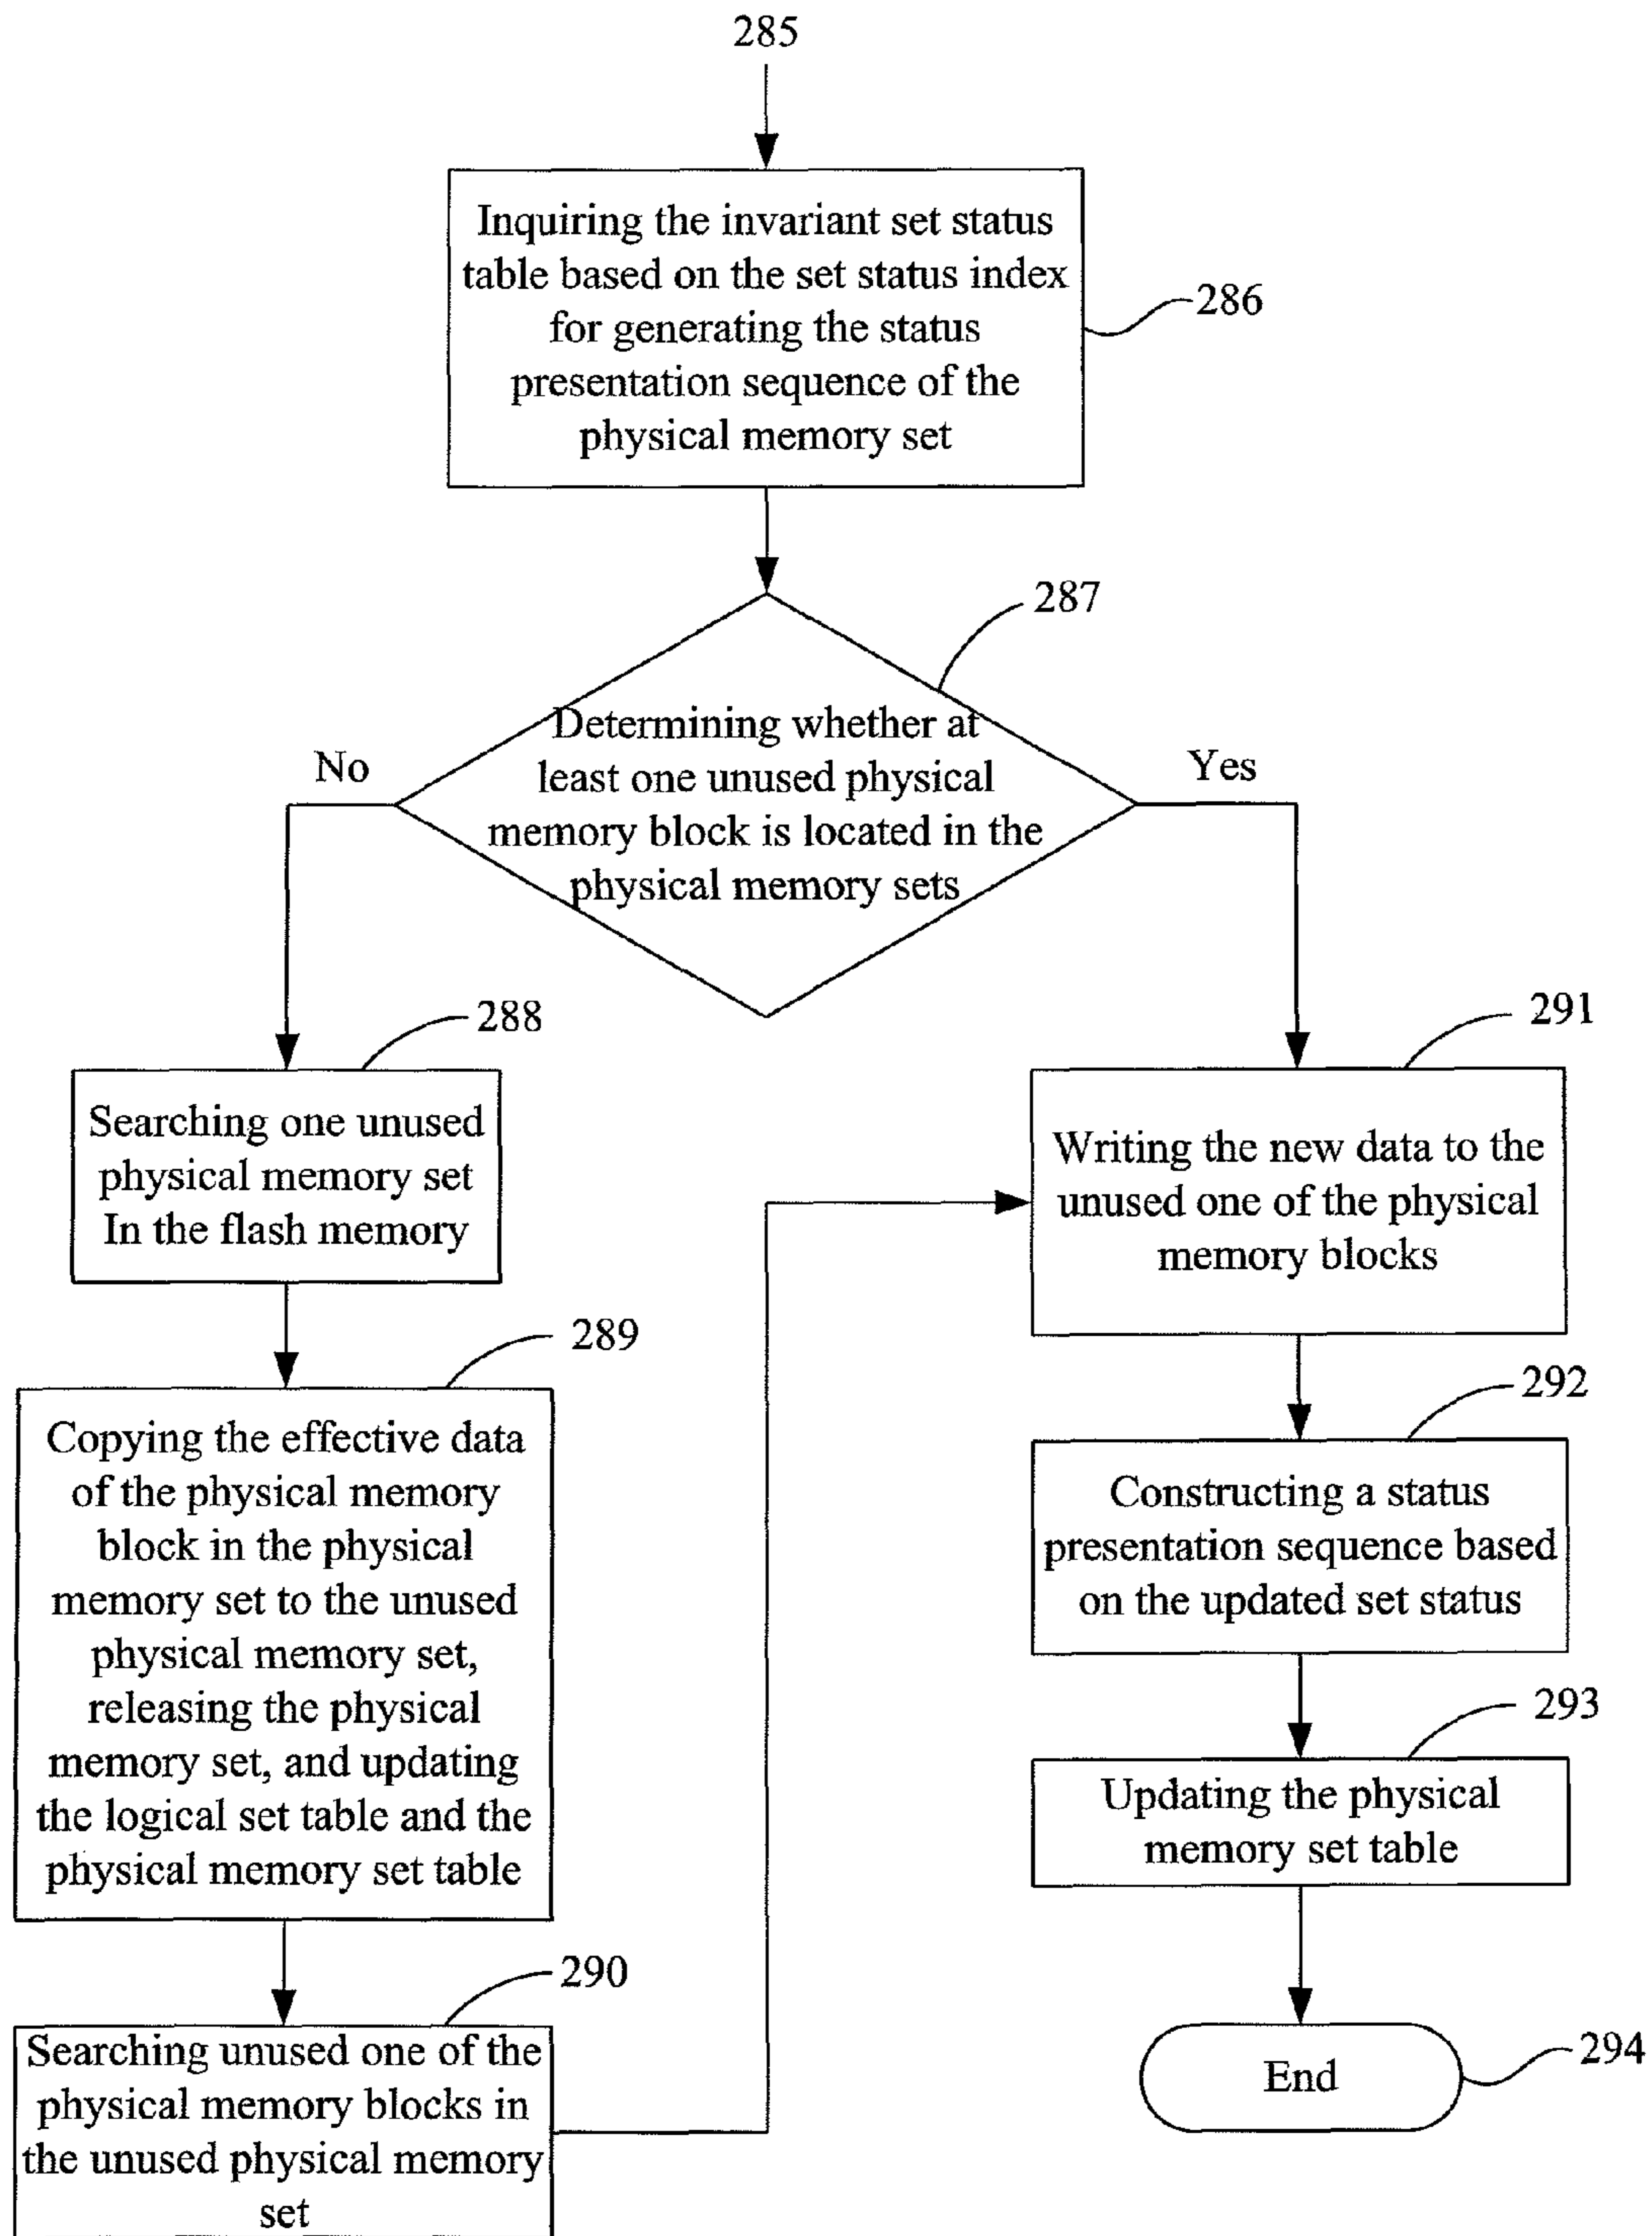 285
Inquiring the invariant set status
table based on the set status index
for generating the status
presentation sequence of the
physical memory set
286
287
Determining whether at
least one unused physical
memory block is located in the
physical memory sets
No
Yes
288
Searching one unused
physical memory set
In the flash memory
289
Copying the effective data
of the physical memory
block in the physical
memory set to the unused
physical memory set,
releasing the physical
memory set, and updating
the logical set table and the
physical memory set table
290
Searching unused one of the
physical memory blocks in
the unused physical memory
set
291
Writing the new data to the
unused one of the physical
memory blocks
292
Constructing a status
presentation sequence based
on the updated set status
293
Updating the physical
memory set table
End
294